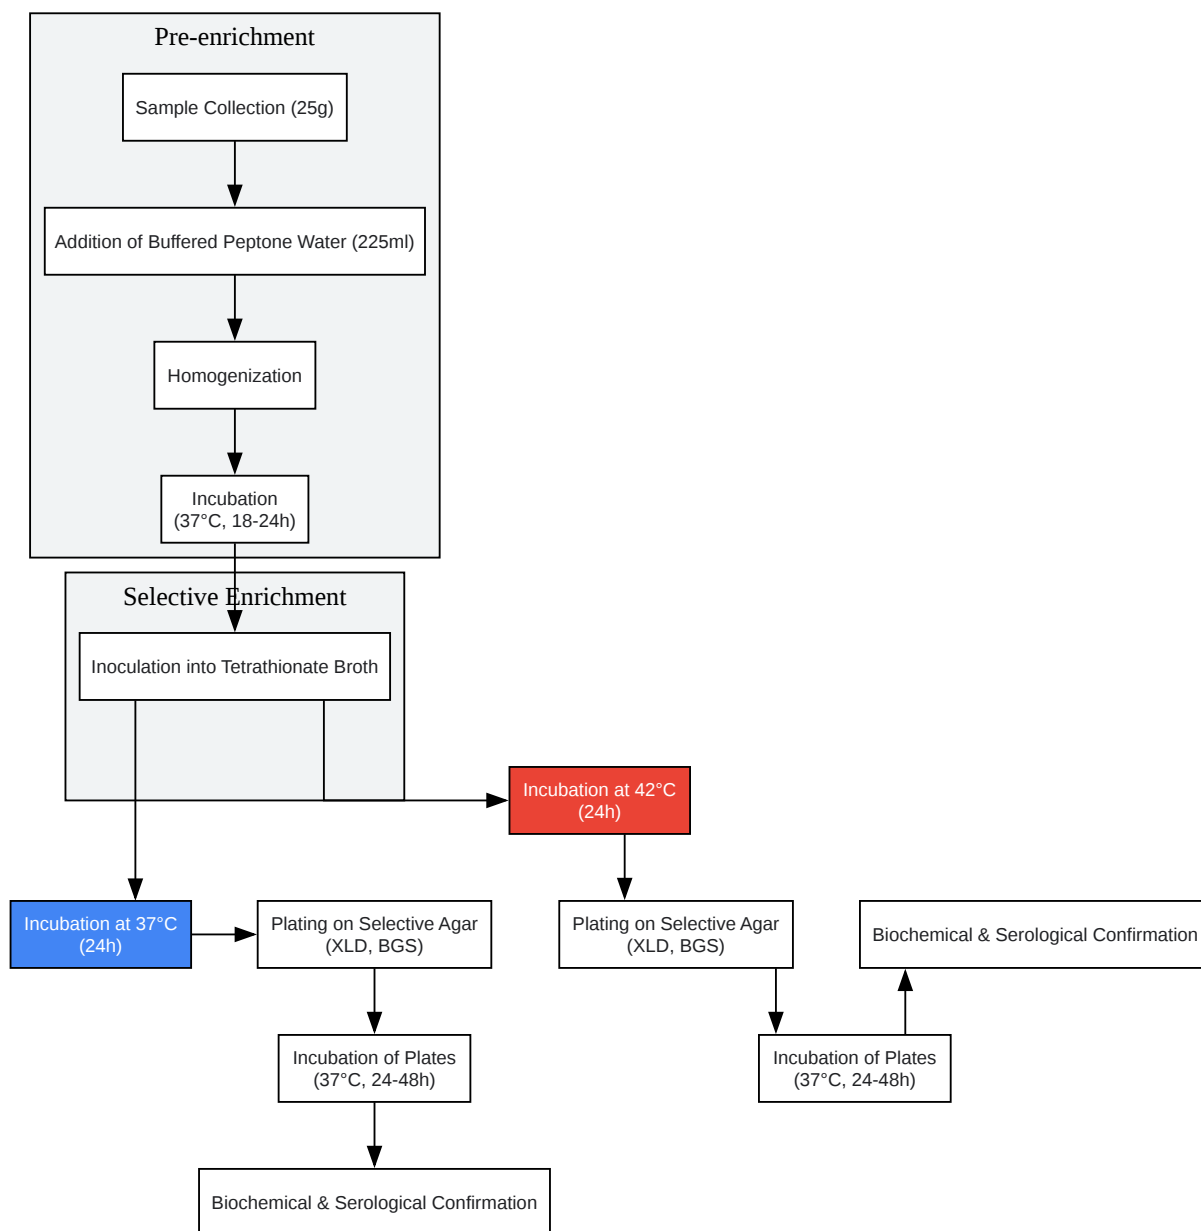 Pre-enrichment
Sample Collection (25g)
Addition of Buffered Peptone Water (225ml)
Homogenization
Incubation
(37°C, 18-24h)
Selective Enrichment
Inoculation into Tetrathionate Broth
Incubation at 42°C
(24h)
Incubation at 37°C
(24h)
Plating on Selective Agar
(XLD, BGS)
Plating on Selective Agar
(XLD, BGS)
Biochemical & Serological Confirmation
Incubation of Plates
(37°C, 24-48h)
Incubation of Plates
(37°C, 24-48h)
Biochemical & Serological Confirmation